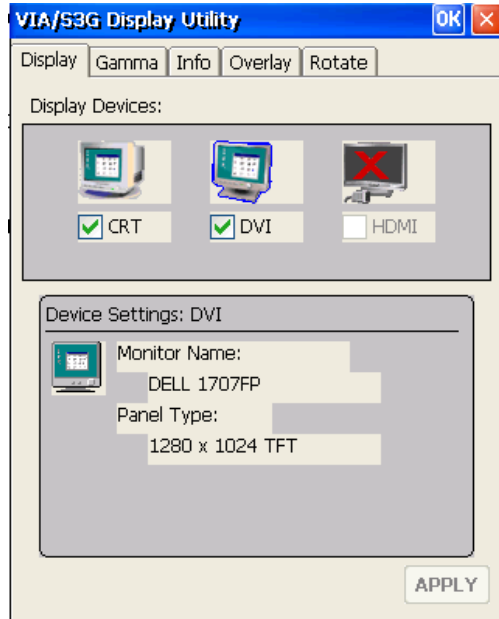 VIA/S3G Display Utility OK
Display Gamma Info Overlay Rotate
Display Devices:
CRT DVI HDMI
Device Settings: DVI
Monitor Name:
DELL 1707FP
Panel Type:
1280 x 1024 TFT
APPLY